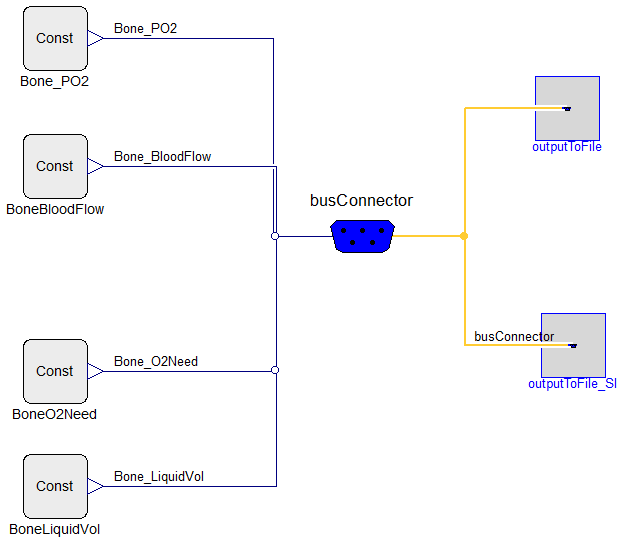 Const
Bone_PO2
Bone_PO2
Const
Bone_BloodFlow
BoneBloodFlow
busConnector
outputToFile
busConnector
outputToFile_SI
Const
Bone_O2Need
BoneO2Need
Const
Bone_LiquidVol
BoneLiquidVol